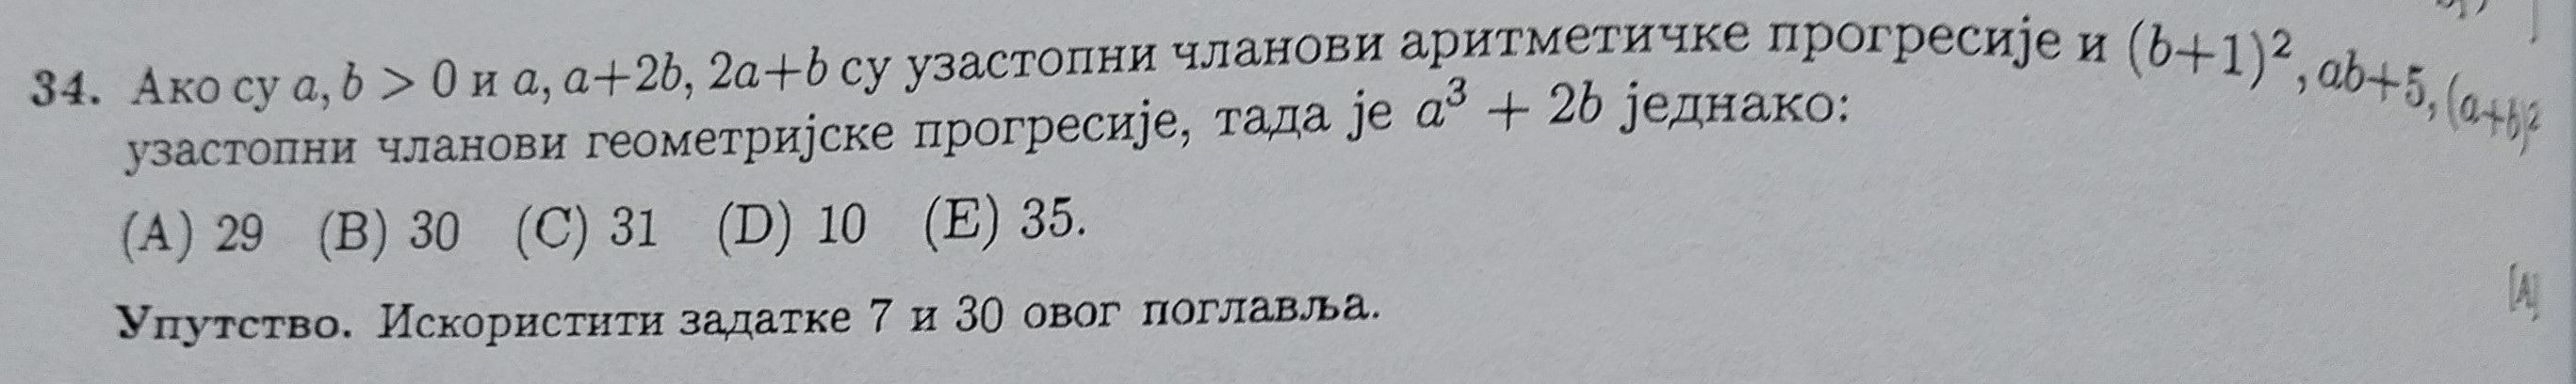 34. Ако су a, b > 0 и a, a+2b, 2a+b су узастопни чланови аритметичке прогресије и (b+1)², ab+5, (a+b)²
узастопни чланови геометријске прогресије, тада је a³ + 2b једнако:
(A) 29 (B) 30 (C) 31 (D) 10 (E) 35.
[A]
Упутство. Искористити задатке 7 и 30 овог поглавља.